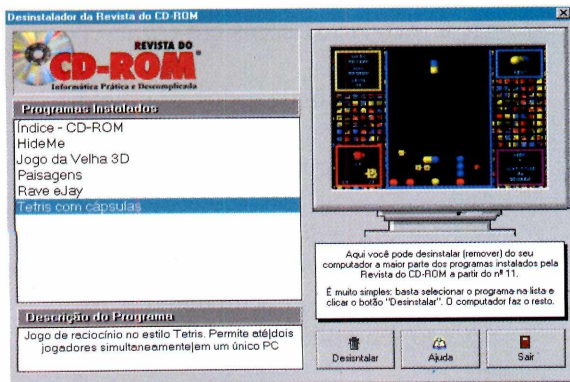 Desinstalador da Revista do CD-ROM
REVISTA DO
CD-ROM
Informática Prática e Descomplicada
Programas Instalados
Índice - CD-ROM
HideMe
Jogo da Velha 3D
Paisagens
Rave eJay
Tetris com cápsulas
Descrição do Programa
Jogo de raciocínio no estilo Tetris. Permite até|dois
jogadores simultaneamente|em um único PC
Aqui você pode desinstalar (remover) do seu
computador a maior parte dos programas instalados pela
Revista do CD-ROM a partir do nº 11.
É muito simples: basta selecionar o programa na lista e
clicar o botão "Desinstalar". O computador faz o resto.
Desisntalar
Ajuda
Sair